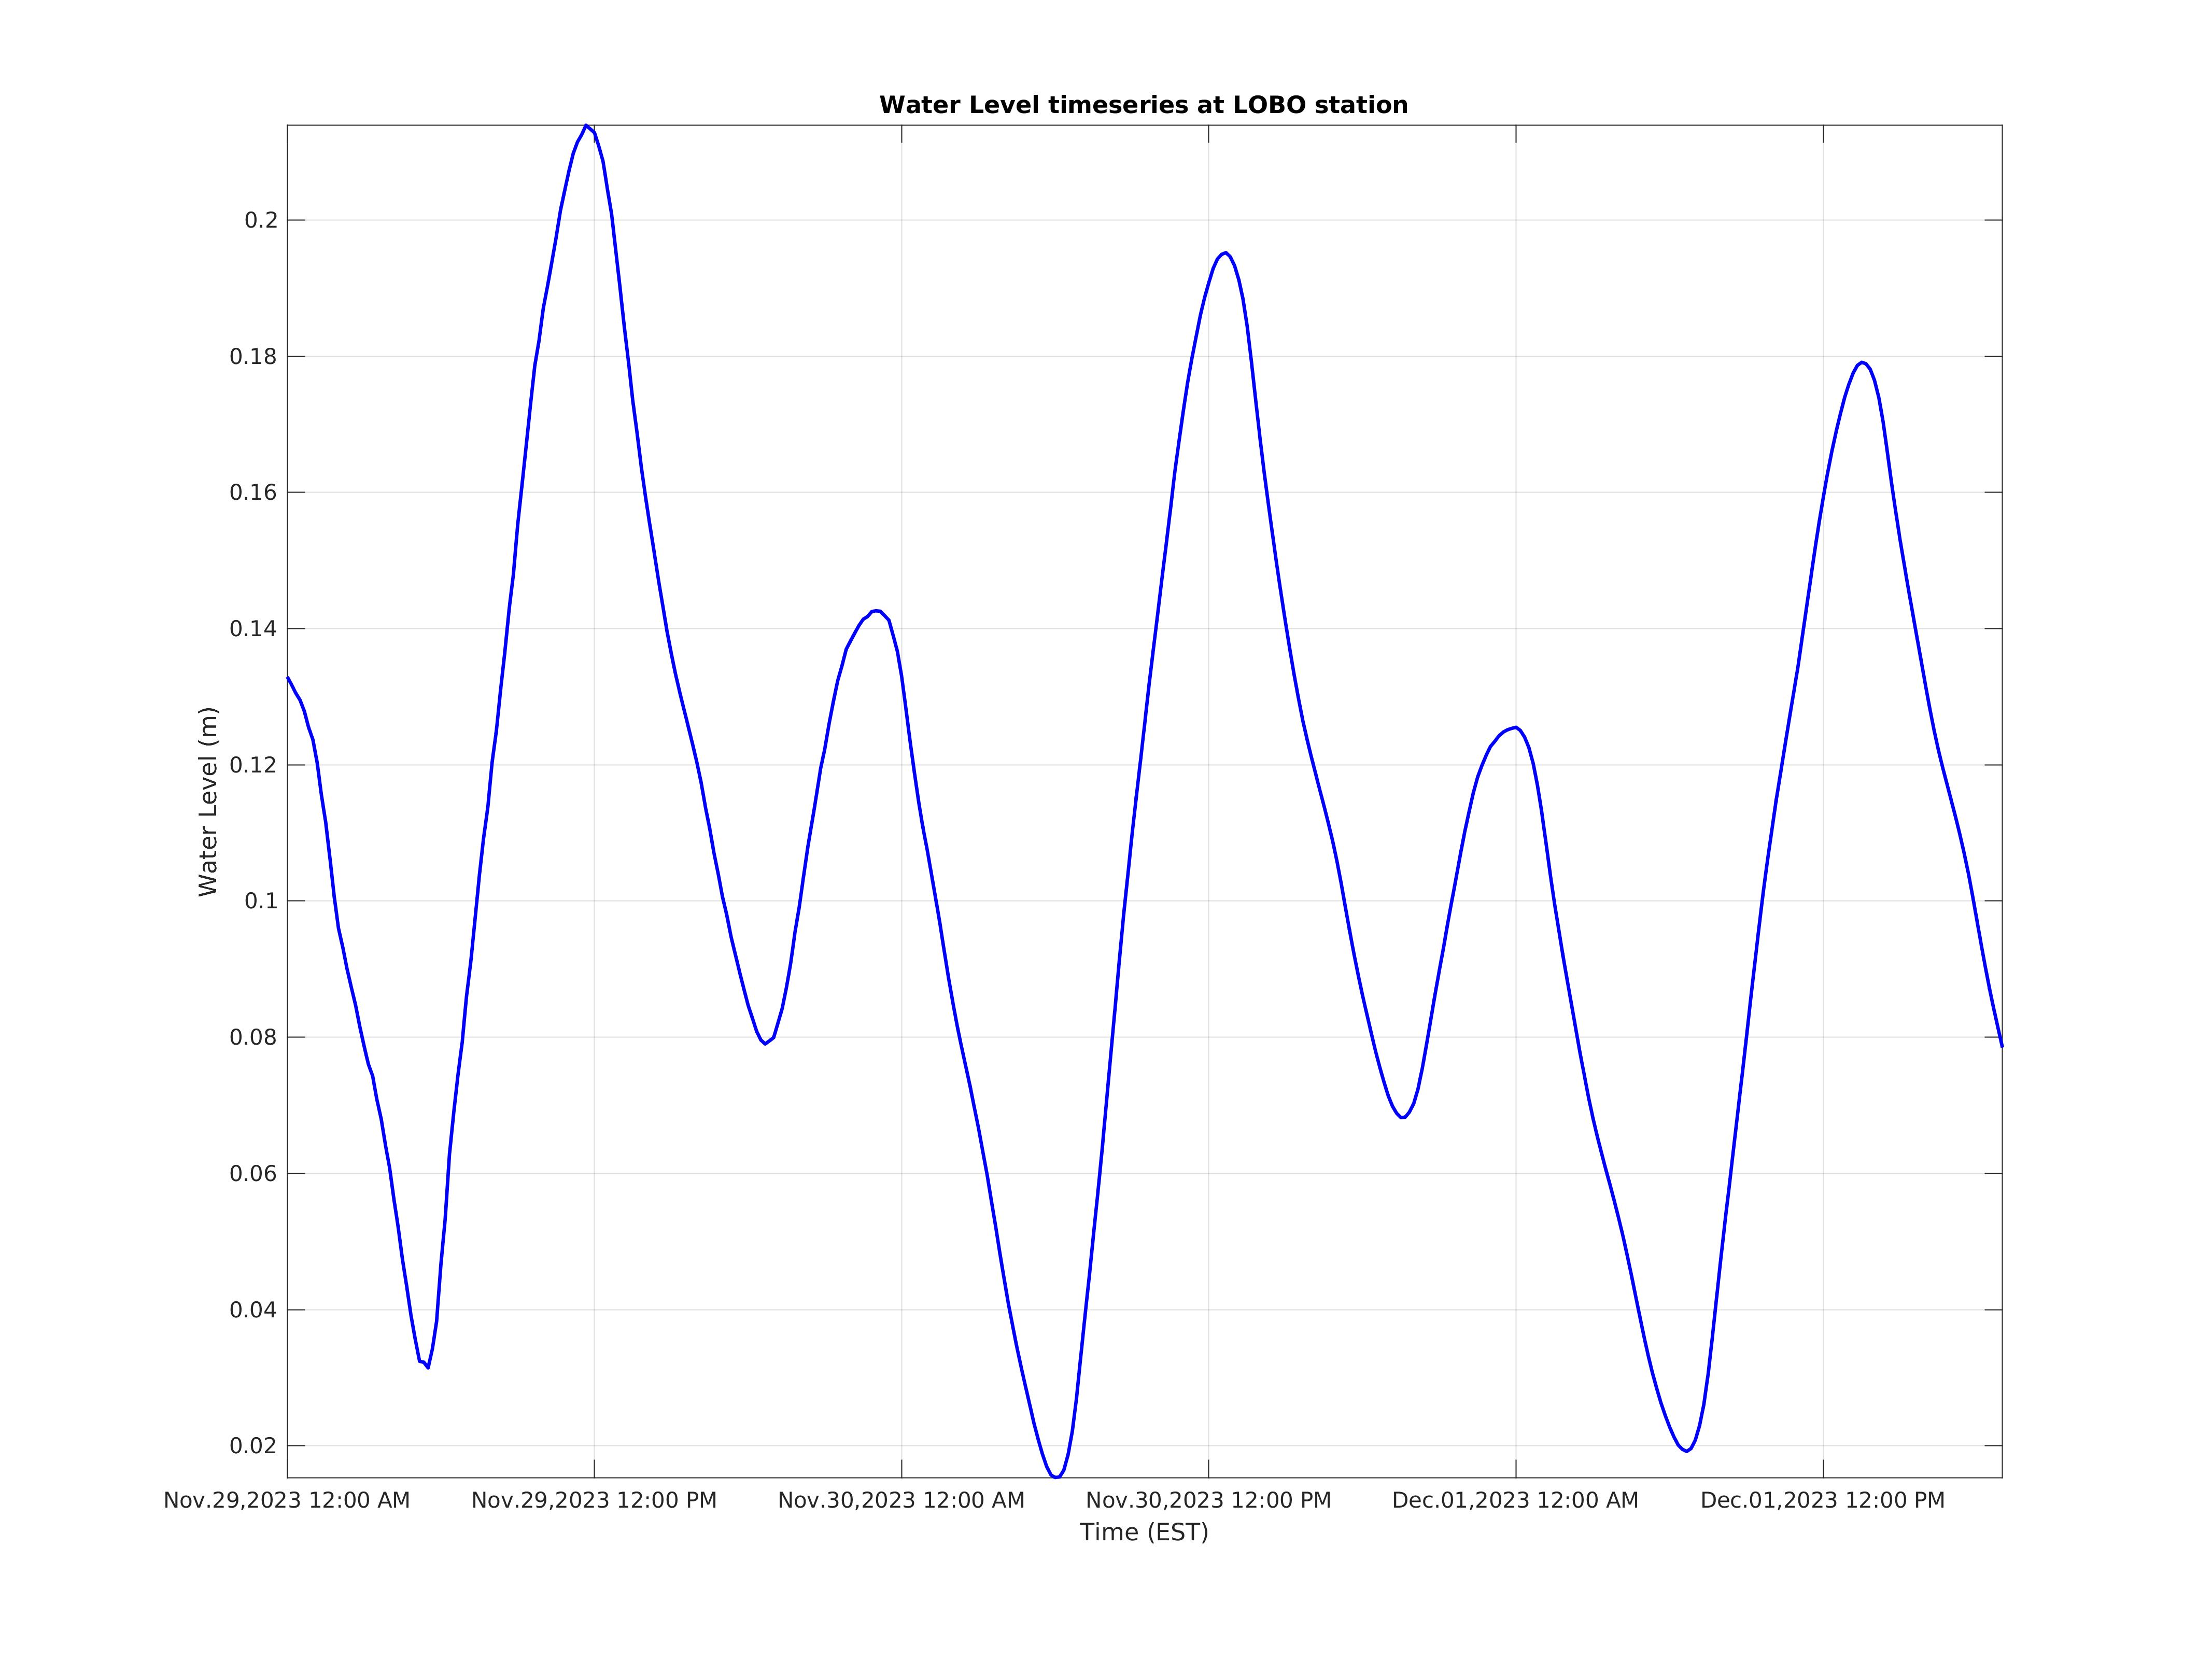 Water Level timeseries at LOBO station
0.2
0.18
0.16
0.14
0.12
0.1
0.08
0.06
0.04
0.02
Water Level (m)
Nov.29,2023 12:00 AM
Nov.29,2023 12:00 PM
Nov.30,2023 12:00 AM
Nov.30,2023 12:00 PM
Dec.01,2023 12:00 AM
Dec.01,2023 12:00 PM
Time (EST)